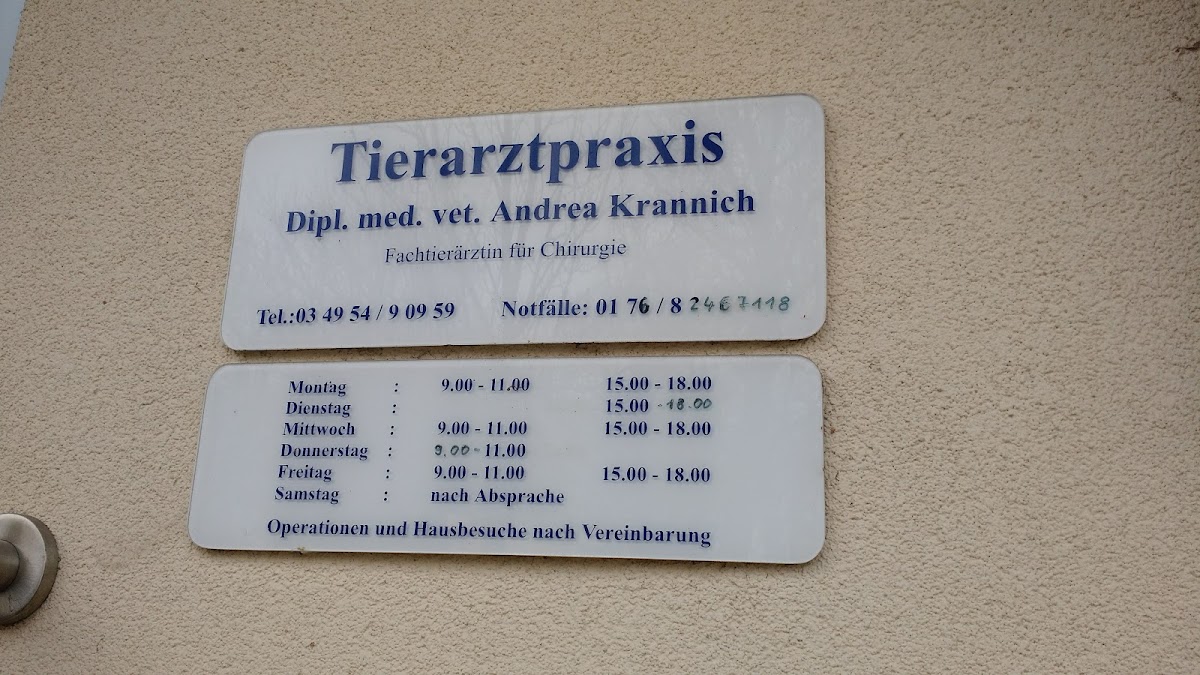 Tierarztpraxis
Dipl. med. vet. Andrea Krannich
Fachtierärztin für Chirurgie
Tel.:03 49 54 / 9 09 59 Notfälle: 01 76 / 8 2467118
Montag : 9.00 - 11.00 15.00 - 18.00
Dienstag : 15.00 - 18.00
Mittwoch : 9.00 - 11.00 15.00 - 18.00
Donnerstag : 9.00 - 11.00
Freitag : 9.00 - 11.00 15.00 - 18.00
Samstag : nach Absprache
Operationen und Hausbesuche nach Vereinbarung